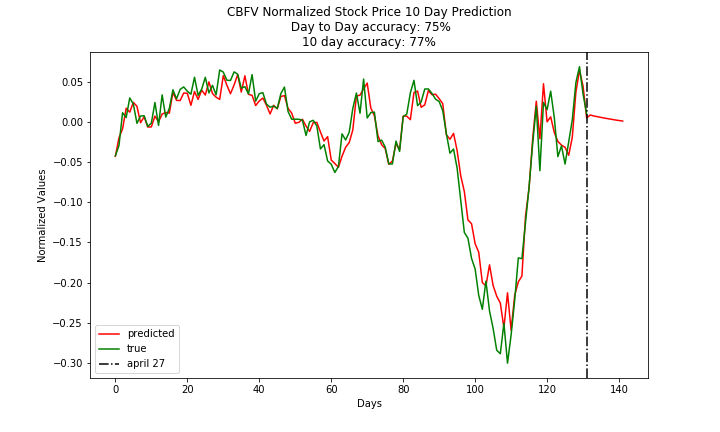 CBFV Normalized Stock Price 10 Day Prediction
Day to Day accuracy: 75%
10 day accuracy: 77%
Normalized Values
0.05
0.00
−0.05
−0.10
−0.15
−0.20
−0.25
−0.30
predicted
true
april 27
0 20 40 60 80 100 120 140
Days